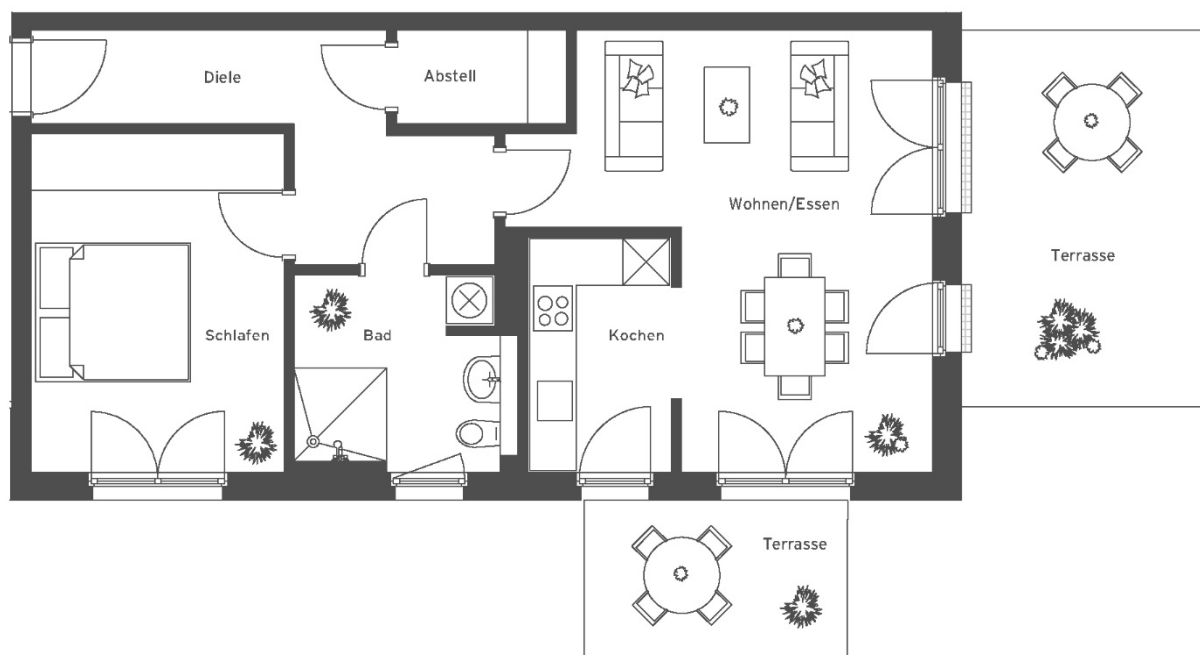 Diele
Abstell
Wohnen/Essen
Terrasse
Schlafen
Bad
Kochen
Terrasse